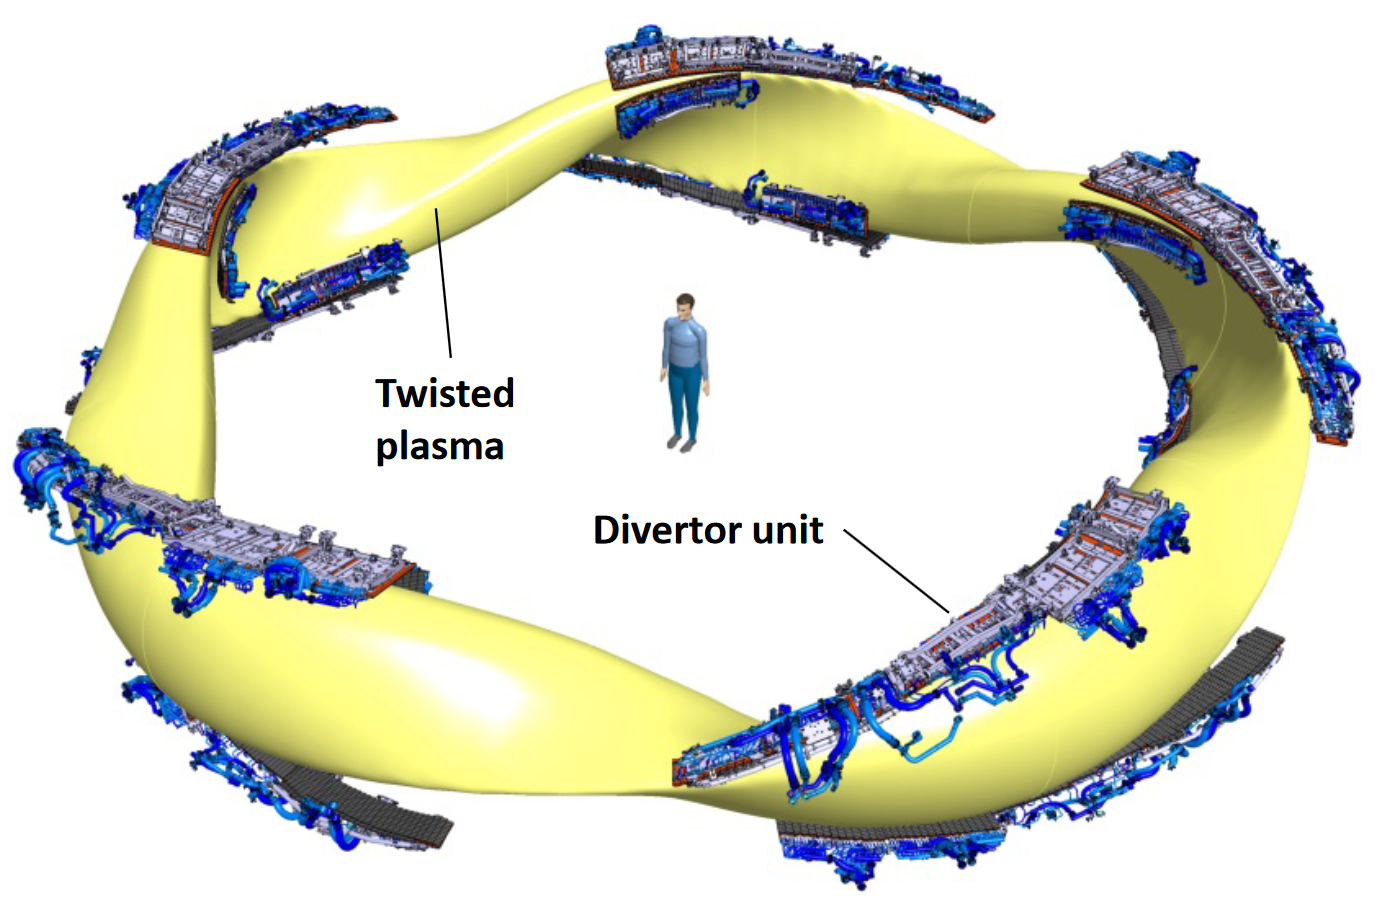 Twisted
plasma
Divertor unit